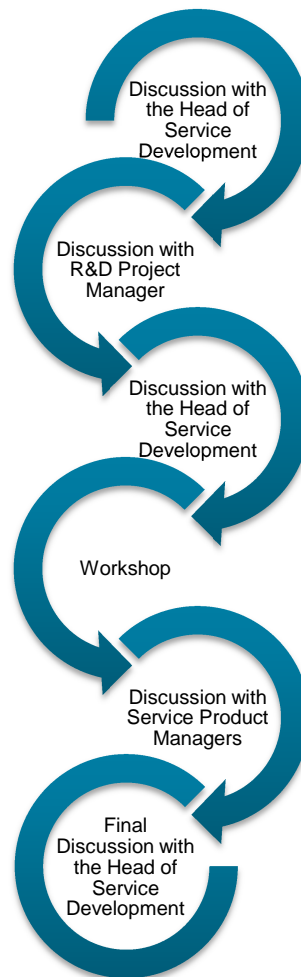 Discussion with
the Head of
Service
Development
Discussion with
R&D Project
Manager
Discussion with
the Head of
Service
Development
Workshop
Discussion with
Service Product
Managers
Final
Discussion with
the Head of
Service
Development